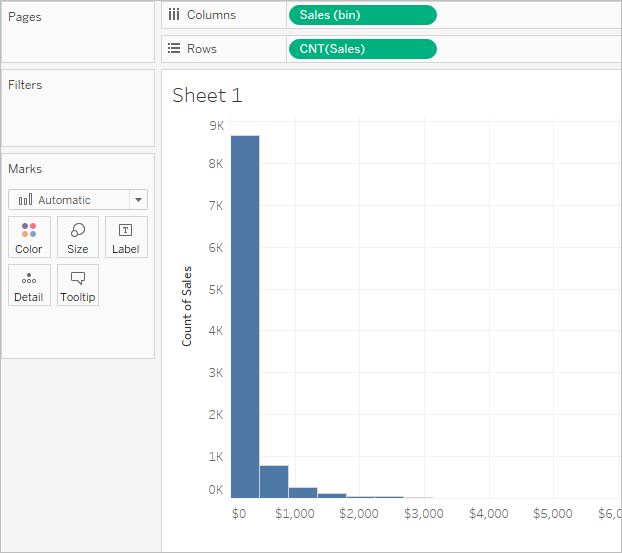 Pages
Columns Sales (bin)
Rows CNT(Sales)
Filters
Sheet 1
Marks
Automatic
Color Size Label
Detail Tooltip
Count of Sales
9K
8K
7K
6K
5K
4K
3K
2K
1K
0K
$0 $1,000 $2,000 $3,000 $4,000 $5,000 $6,0